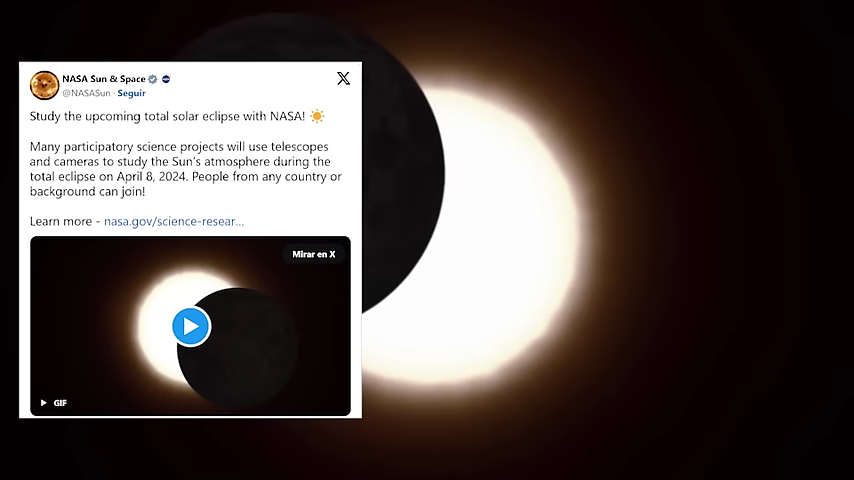 NASA Sun & Space
@NASASun · Seguir
Study the upcoming total solar eclipse with NASA!
Many participatory science projects will use telescopes
and cameras to study the Sun's atmosphere during the
total eclipse on April 8, 2024. People from any country or
background can join!
Learn more - nasa.gov/science-resear...
Mirar en X
GIF